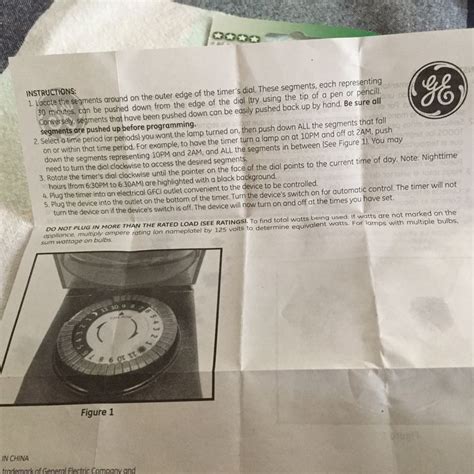 INSTRUCTIONS:
1. Locate the segments around on the outer edge of the timer's dial. These segments, each representing
30 minutes, can be pushed down from the edge of the dial (try using the tip of a pen or pencil).
Conversely, segments that have been pushed down can be easily pushed back up by hand. Be sure all
segments are pushed up before programming.
2. Select a time period (or periods) you want the lamp turned on, then push down ALL the segments that fall
on or within that time period. For example, to have the timer turn a lamp on at 10PM and off at 2AM, push
down the segments representing 10PM and 2AM, and ALL the segments in between (See Figure 1). You may
need to turn the dial clockwise to access the desired segments.
3. Rotate the timer's dial clockwise until the pointer on the face of the dial points to the current time of day. Note: Nighttime
hours from 6:30PM to 6:30AM are highlighted with a black background.
4. Plug the timer into an electrical GFCI outlet convenient to the device to be controlled.
5. Plug the device into the outlet on the bottom of the timer. Turn the device's switch on for automatic control. The timer will not
turn the device on if the device's switch is off. The device will now turn on and off at the times you have set.
DO NOT PLUG IN MORE THAN THE RATED LOAD (SEE RATINGS). To find total watts being used, if watts are not marked on the
appliance, multiply ampere rating (on nameplate) by 125 volts to determine equivalent watts. For lamps with multiple bulbs,
sum wattage on bulbs.
GE
Figure 1
IN CHINA
trademark of General Electric Company and